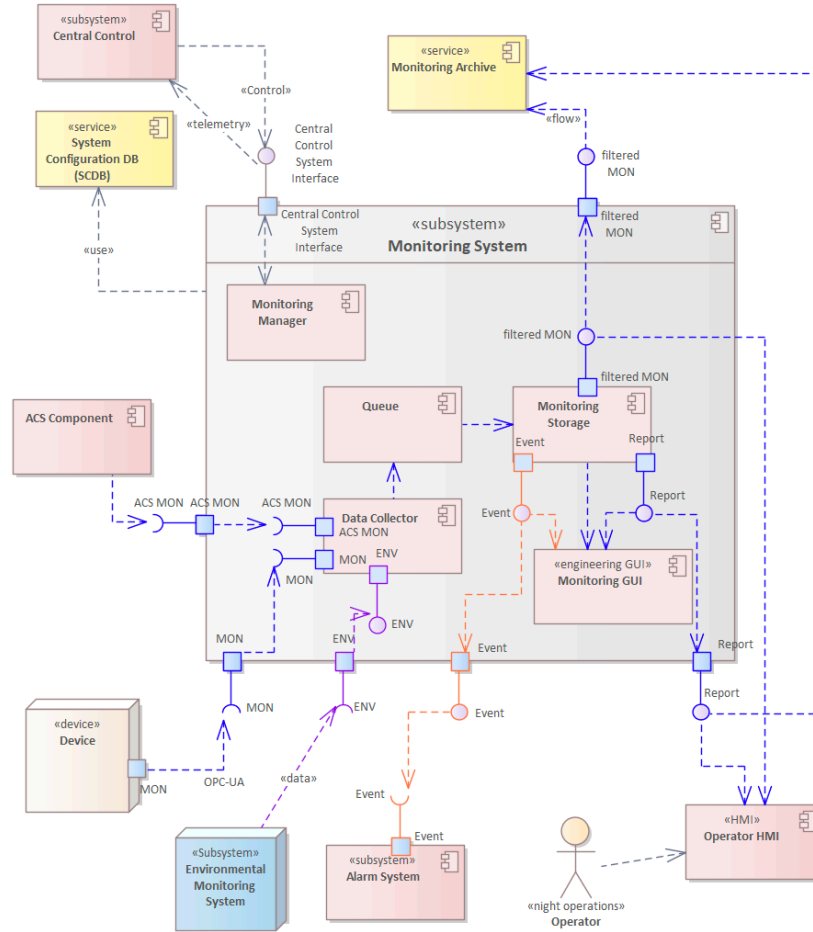 «subsystem»
Central Control
«service»
Monitoring Archive
«Control»
«telemetry»
«flow»
«service»
System
Configuration DB
(SCDB)
Central
Control
System
Interface
filtered
MON
Central Control
System
Interface
«subsystem»
Monitoring System
filtered
MON
«use»
Monitoring
Manager
filtered MON
filtered MON
ACS Component
Queue
Monitoring
Storage
Event
Report
ACS MON
ACS MON
ACS MON
Data Collector
ACS MON
Event
Report
MON
ENV
MON
«engineering GUI»
Monitoring GUI
ENV
MON
ENV
Event
Report
«device»
Device
MON
ENV
Event
Report
MON
OPC-UA
«data»
Event
Event
«Subsystem»
Environmental
Monitoring
System
«subsystem»
Alarm System
«HMI»
Operator HMI
«night operations»
Operator